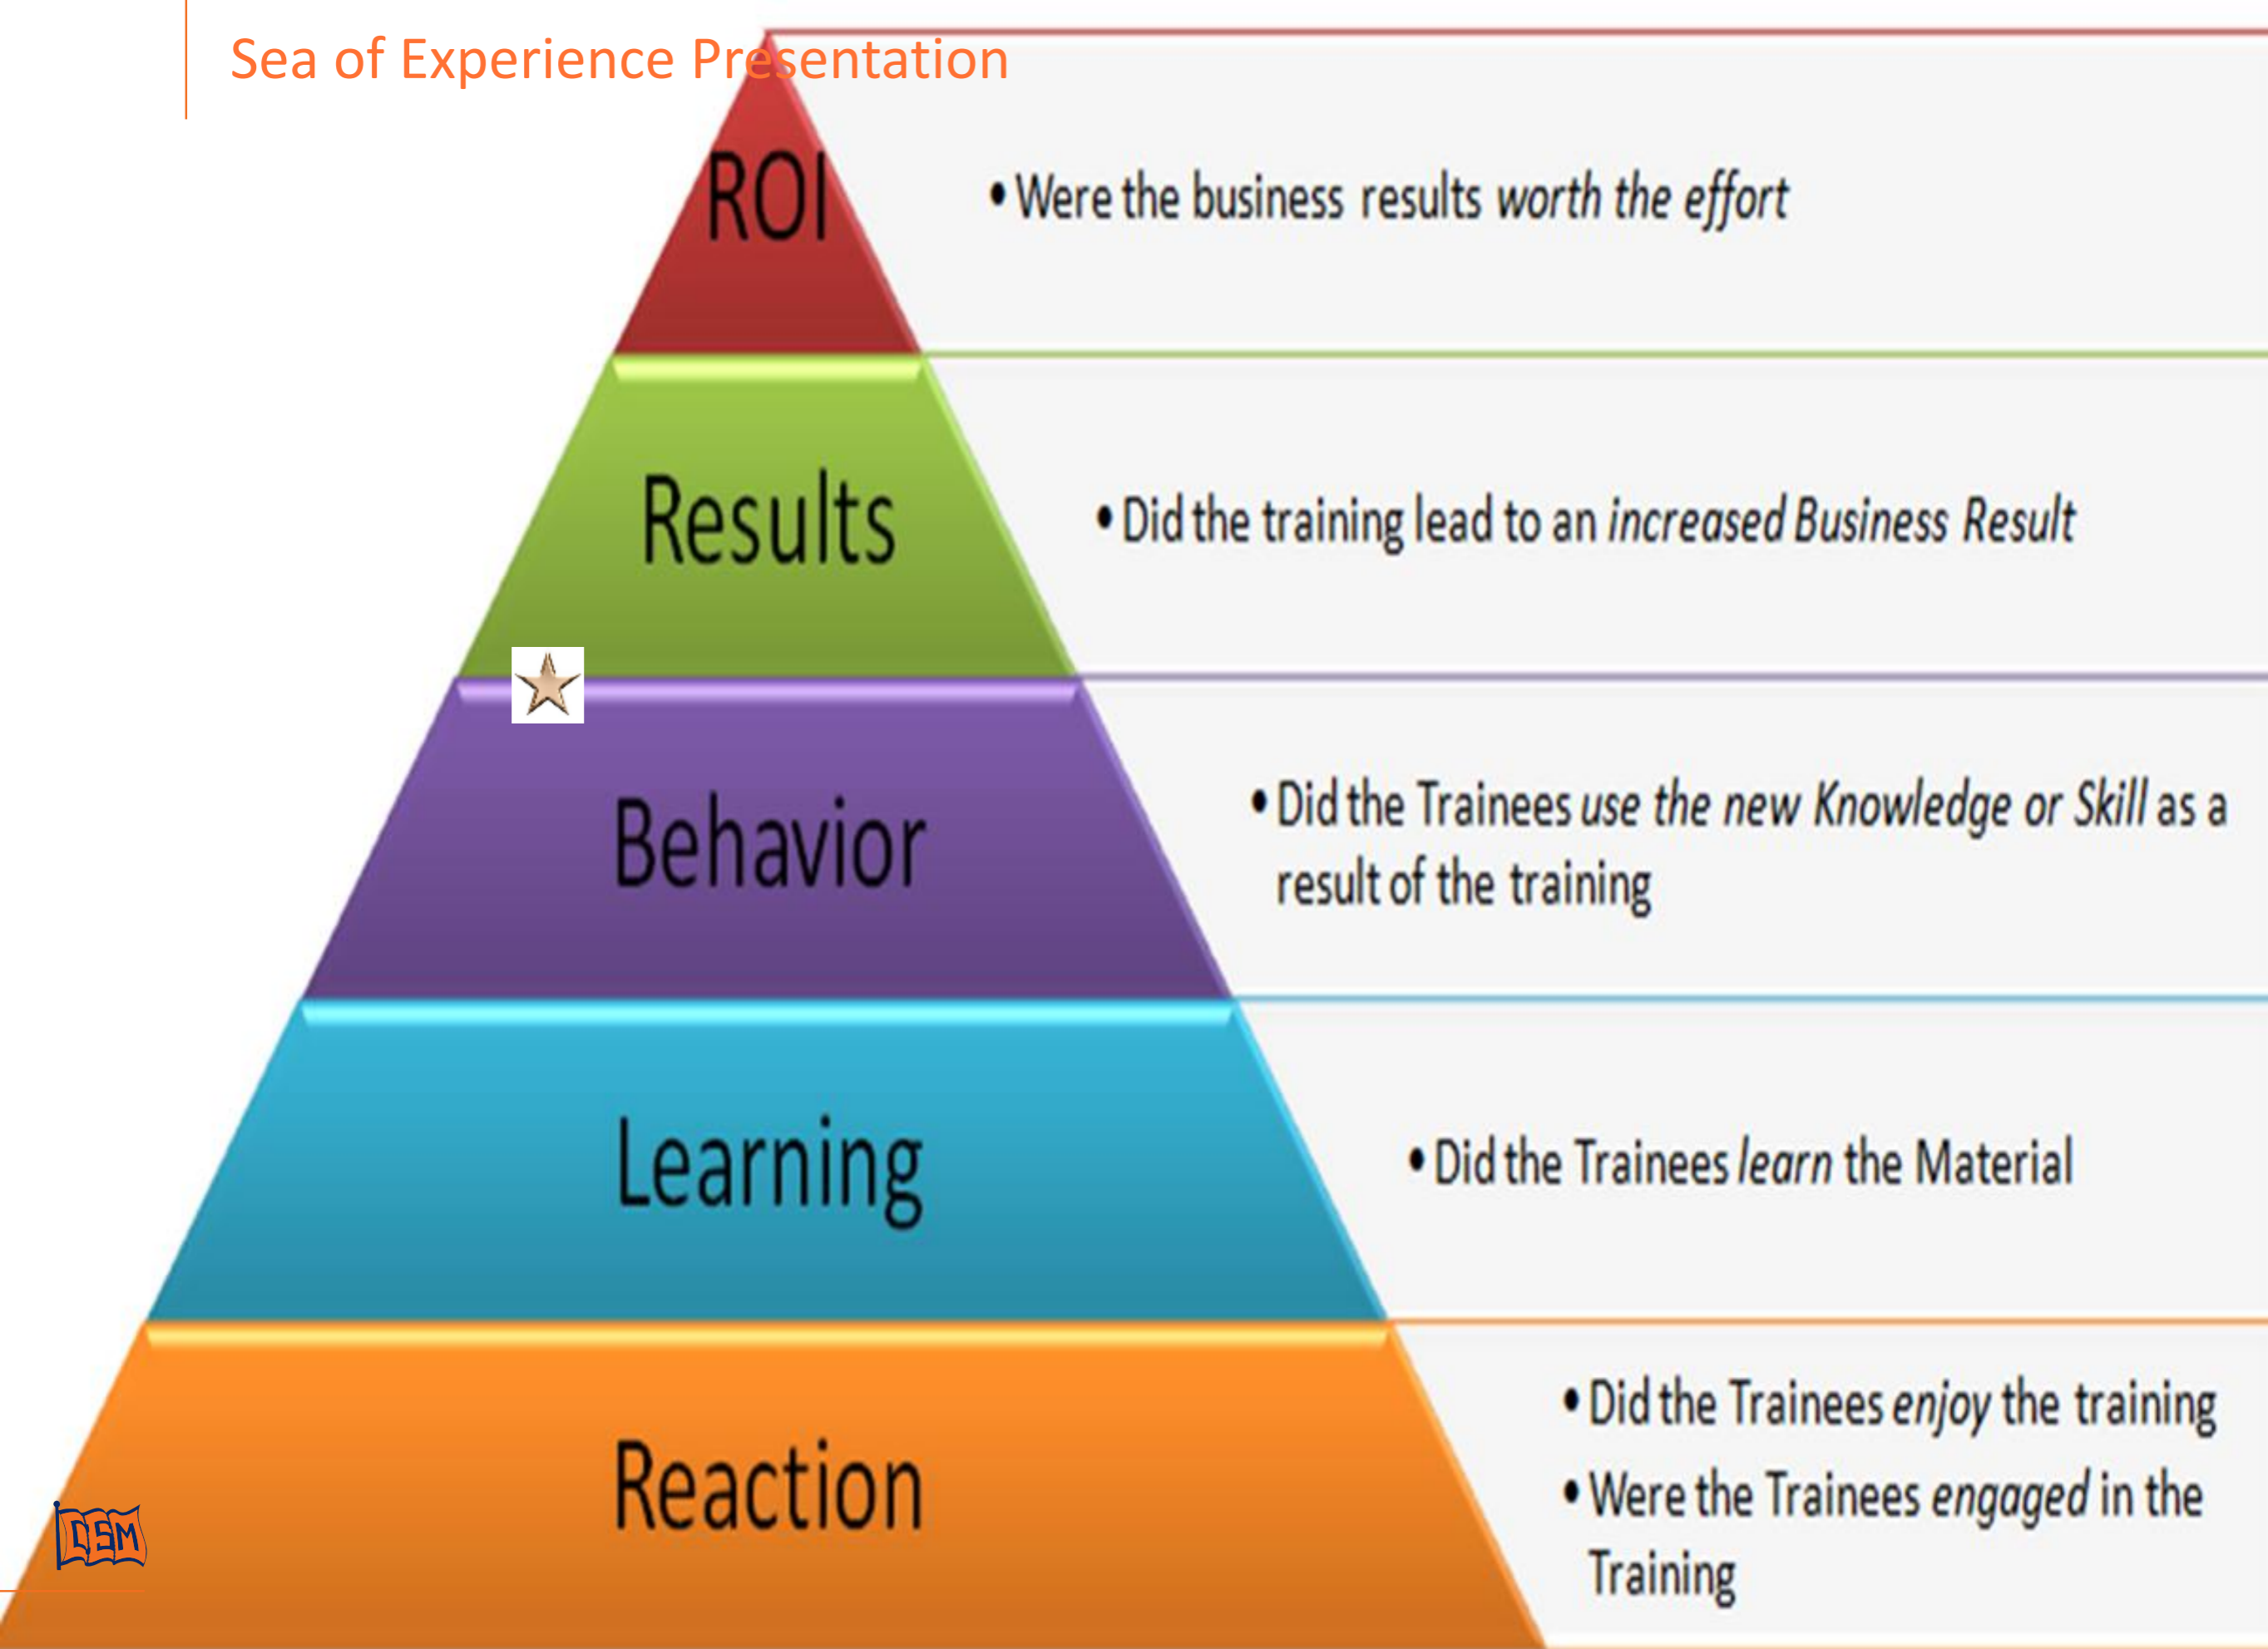 Sea of Experience Presentation
ROI
• Were the business results worth the effort
Results
• Did the training lead to an increased Business Result
Behavior
• Did the Trainees use the new Knowledge or Skill as a
result of the training
Learning
• Did the Trainees learn the Material
Reaction
• Did the Trainees enjoy the training
• Were the Trainees engaged in the
Training
CSM